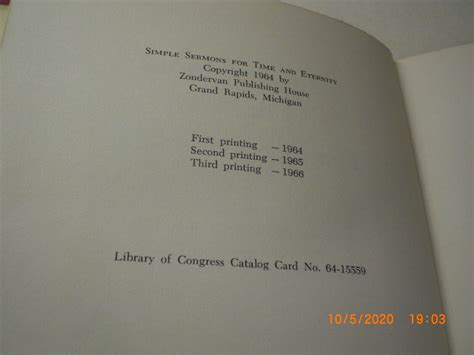 Simple Sermons for Time and Eternity
Copyright 1964 by
Zondervan Publishing House
Grand Rapids, Michigan
First printing – 1964
Second printing – 1965
Third printing – 1966
Library of Congress Catalog Card No. 64-15559
10/5/2020 19:03